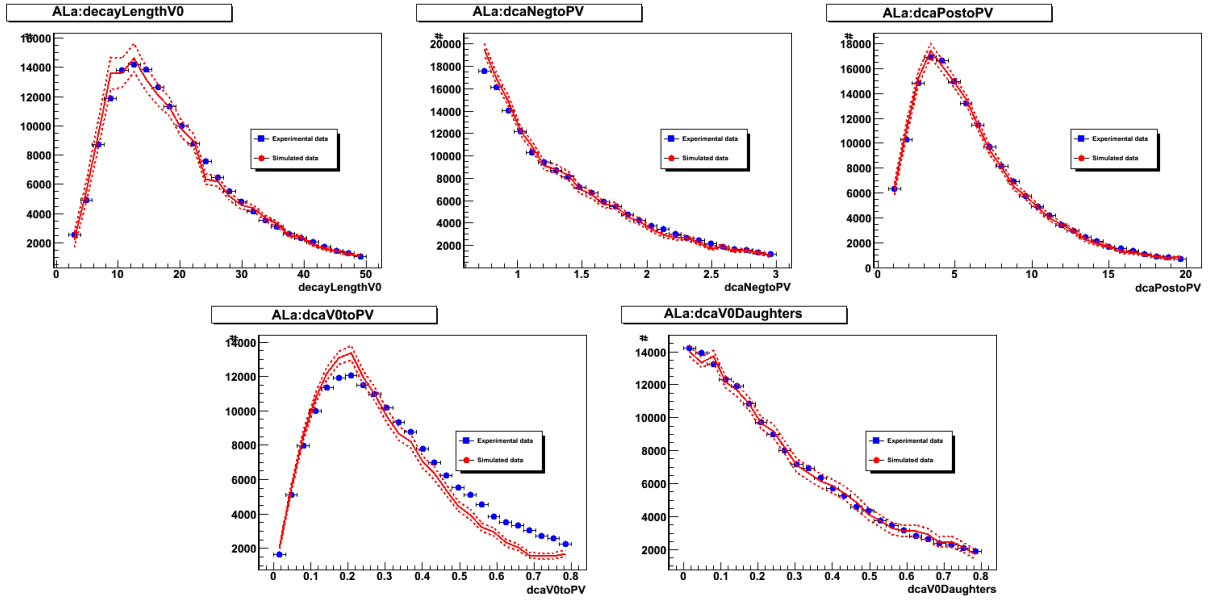 ALa:decayLengthV0
#
16000
14000
12000
10000
8000
6000
4000
2000
0 10 20 30 40 50
decayLengthV0
Experimental data
Simulated data
ALa:dcaNegtoPV
#
20000
18000
16000
14000
12000
10000
8000
6000
4000
2000
1 1.5 2 2.5 3
dcaNegtoPV
Experimental data
Simulated data
ALa:dcaPostoPV
#
18000
16000
14000
12000
10000
8000
6000
4000
2000
0
0 5 10 15 20
dcaPostoPV
Experimental data
Simulated data
ALa:dcaV0toPV
#
14000
12000
10000
8000
6000
4000
2000
0 0.1 0.2 0.3 0.4 0.5 0.6 0.7 0.8
dcaV0toPV
Experimental data
Simulated data
ALa:dcaV0Daughters
#
14000
12000
10000
8000
6000
4000
2000
0 0.1 0.2 0.3 0.4 0.5 0.6 0.7 0.8
dcaV0Daughters
Experimental data
Simulated data